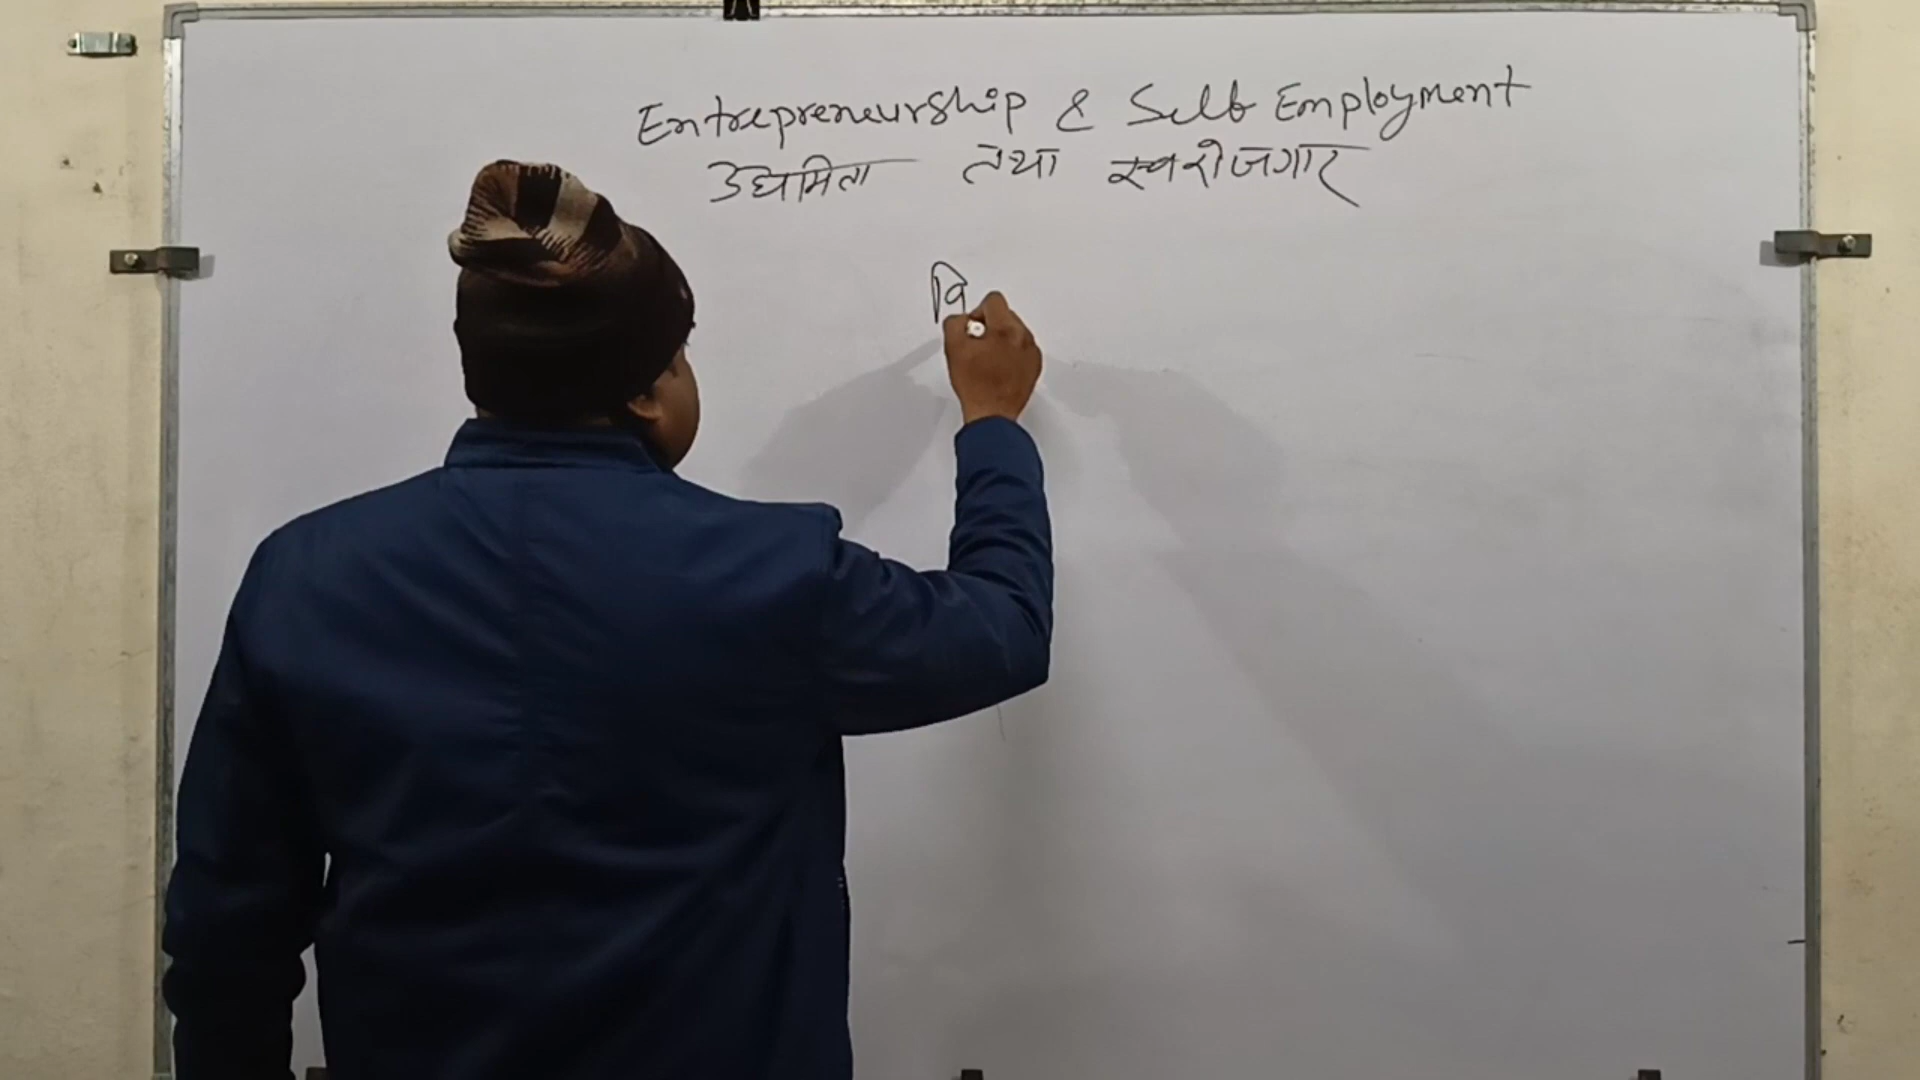 Entrepreneurship & Self Employment
उद्यमिता तथा स्वरोजगार
वि